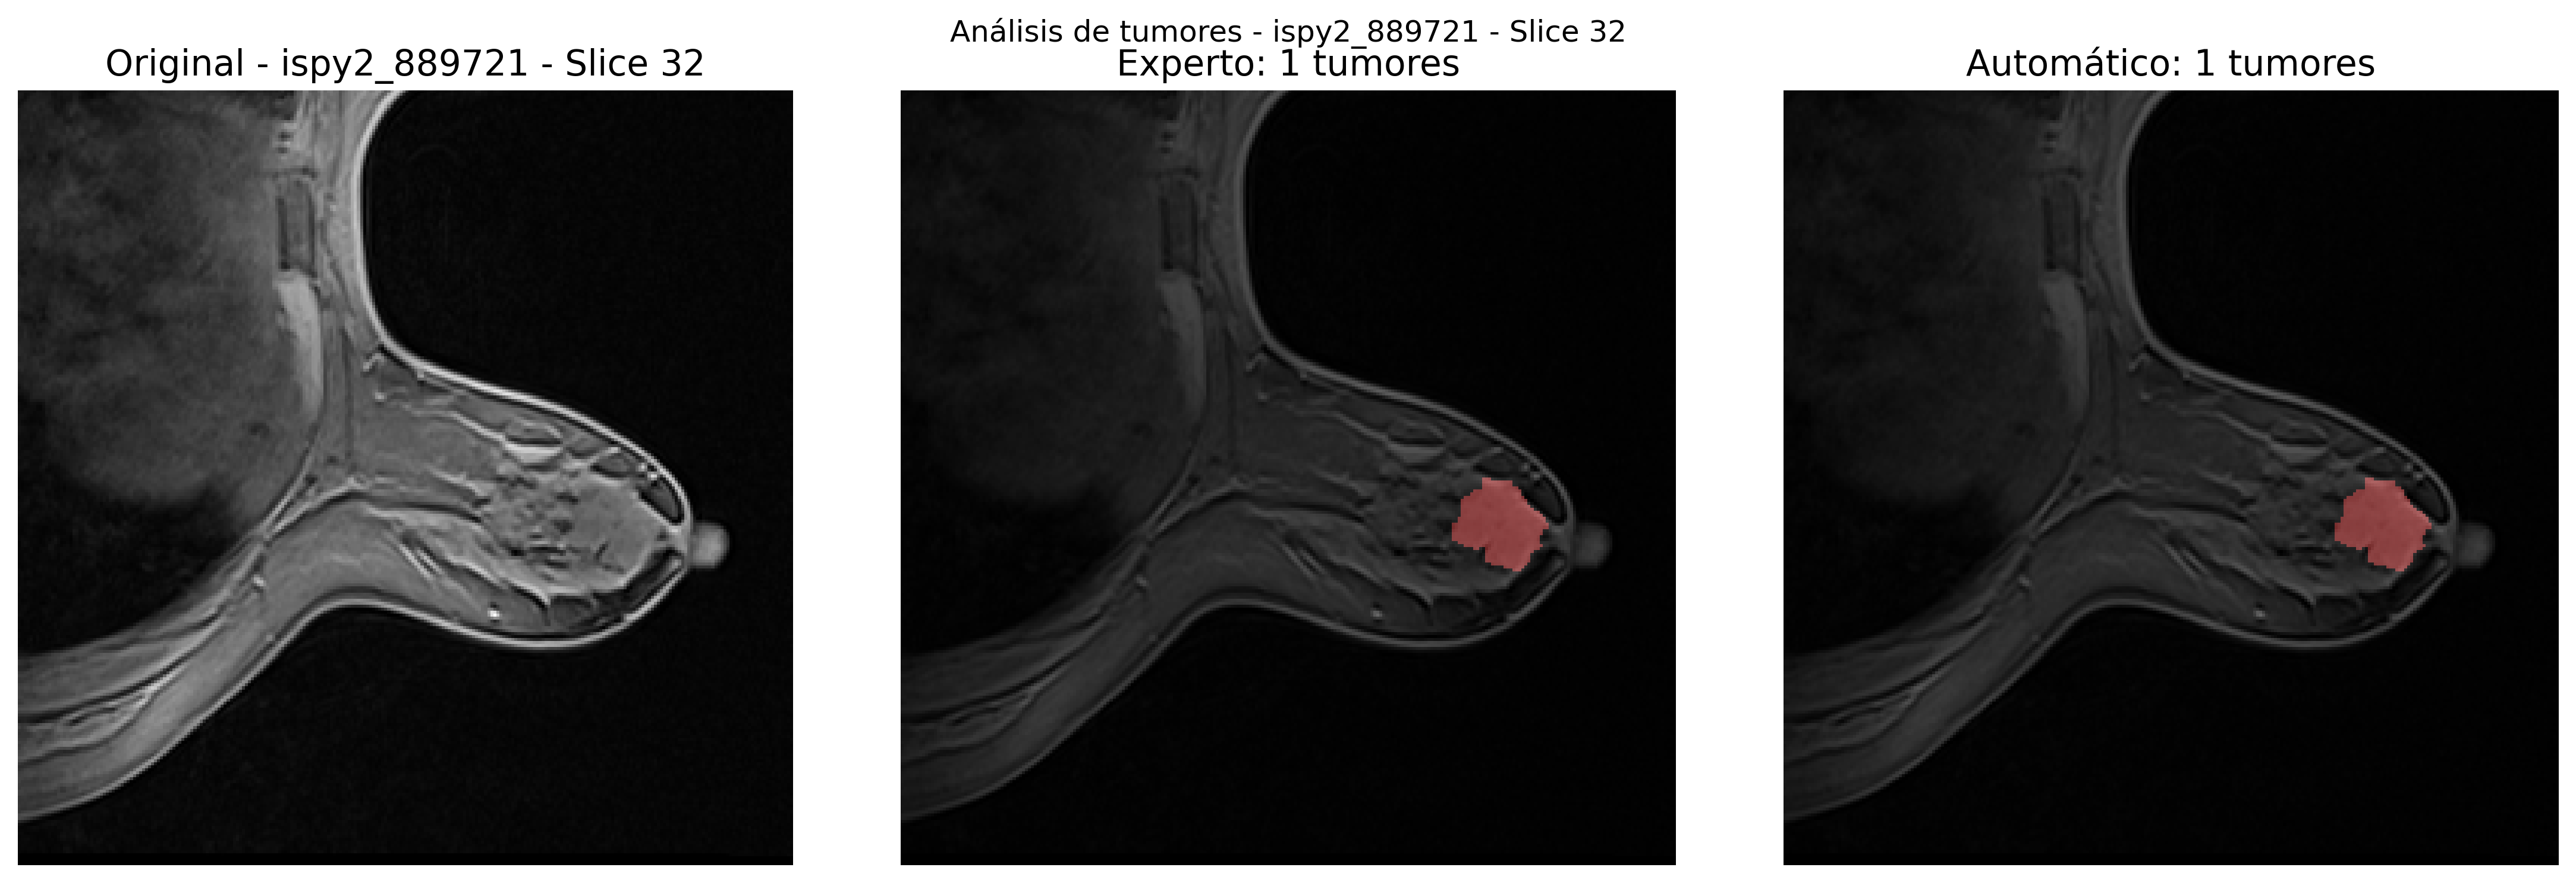 Análisis de tumores - ispy2_889721 - Slice 32
Original - ispy2_889721 - Slice 32
Experto: 1 tumores
Automático: 1 tumores